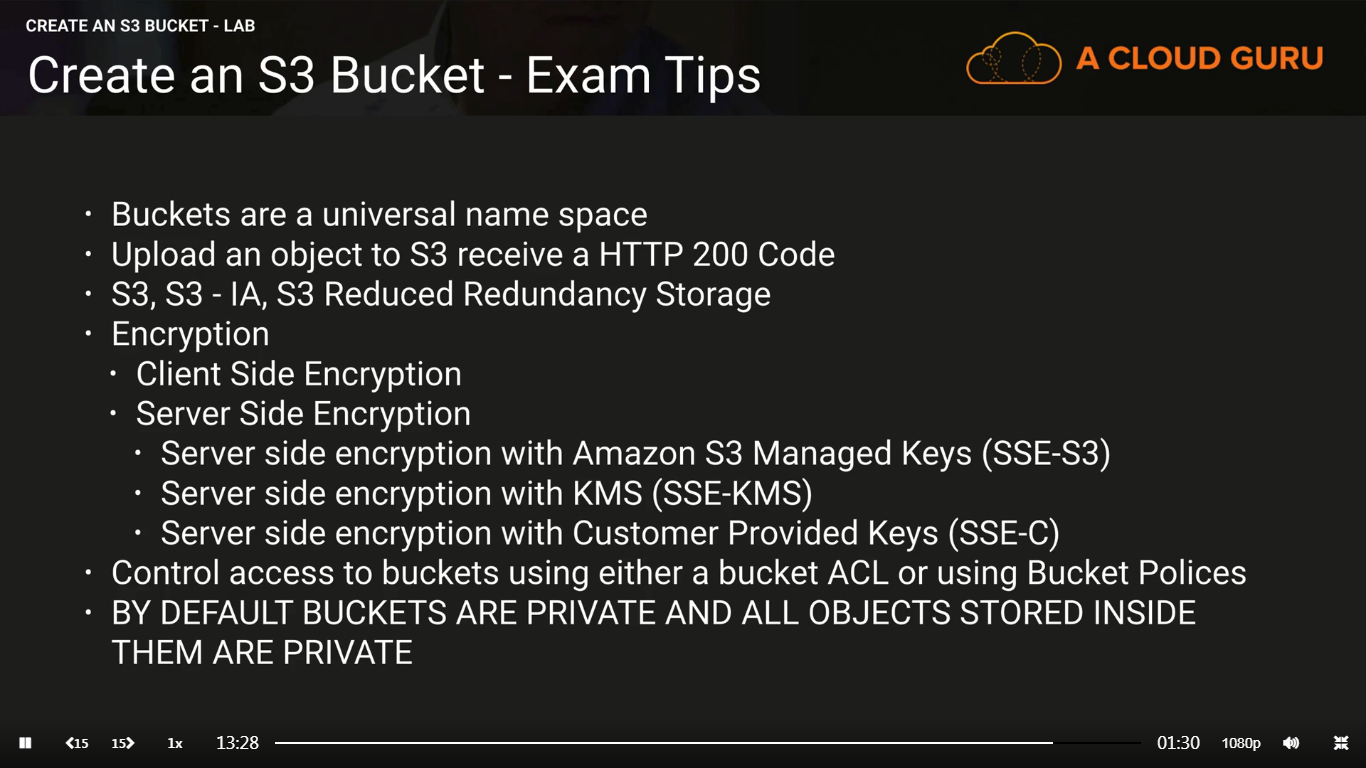 CREATE AN S3 BUCKET - LAB
Create an S3 Bucket - Exam Tips
A CLOUD GURU
• Buckets are a universal name space
• Upload an object to S3 receive a HTTP 200 Code
• S3, S3 - IA, S3 Reduced Redundancy Storage
• Encryption
• Client Side Encryption
• Server Side Encryption
• Server side encryption with Amazon S3 Managed Keys (SSE-S3)
• Server side encryption with KMS (SSE-KMS)
• Server side encryption with Customer Provided Keys (SSE-C)
• Control access to buckets using either a bucket ACL or using Bucket Polices
• BY DEFAULT BUCKETS ARE PRIVATE AND ALL OBJECTS STORED INSIDE
THEM ARE PRIVATE
15 15 1x 13:28 01:30 1080p